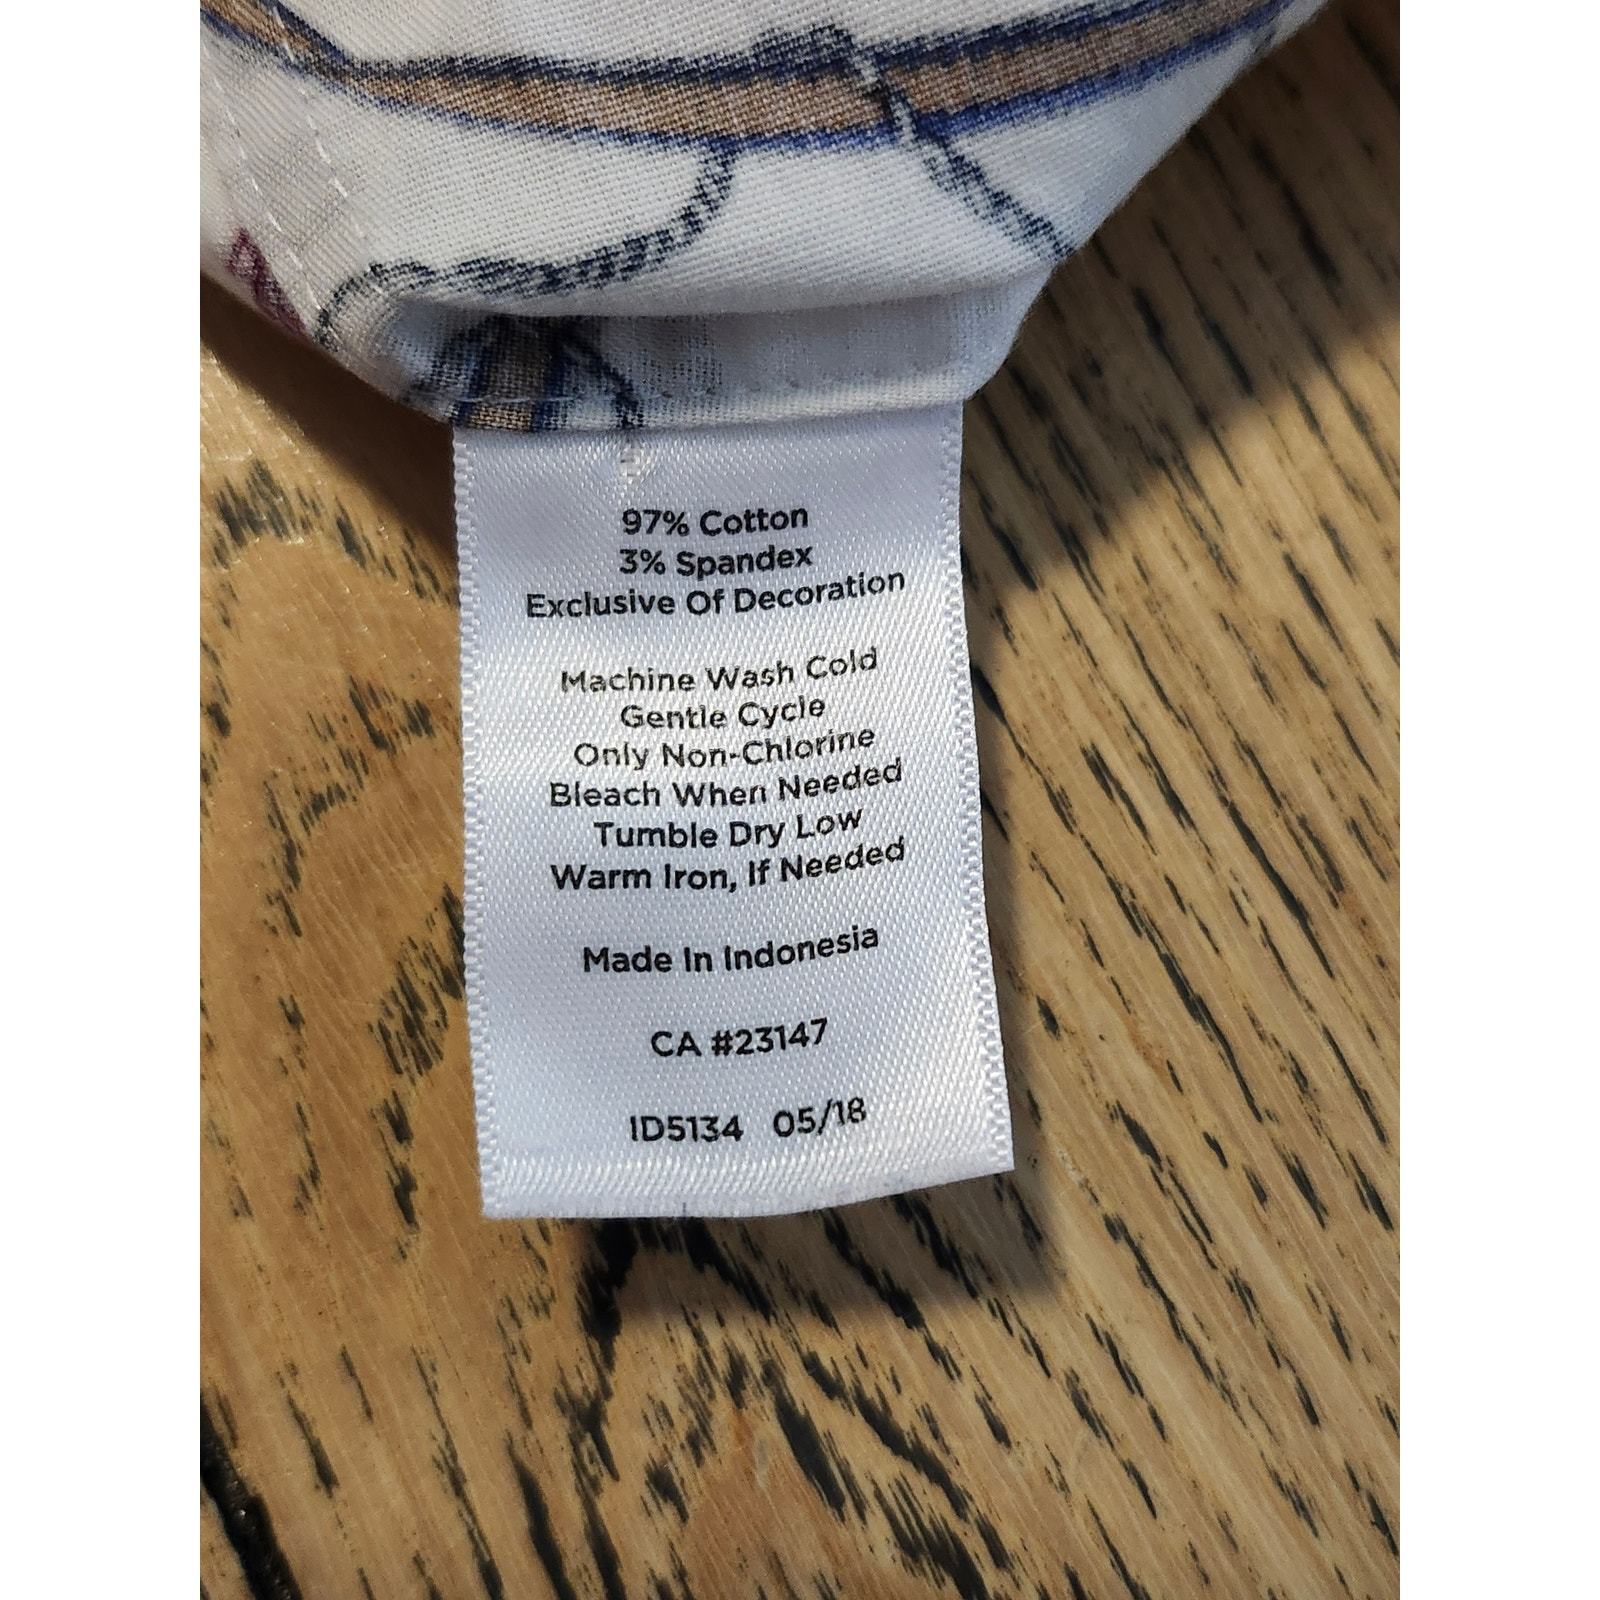 97% Cotton
3% Spandex
Exclusive Of Decoration
Machine Wash Cold
Gentle Cycle
Only Non-Chlorine
Bleach When Needed
Tumble Dry Low
Warm Iron, If Needed
Made In Indonesia
CA #23147
ID5134 05/18